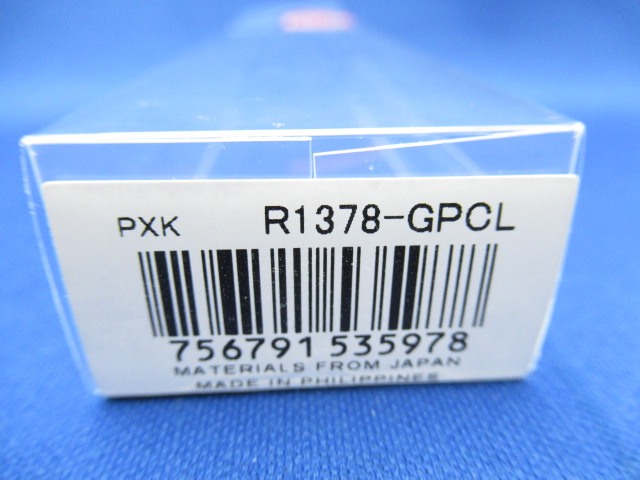 PXK R1378-GPCL
756791 535978
MATERIALS FROM JAPAN
MADE IN PHILIPPINES